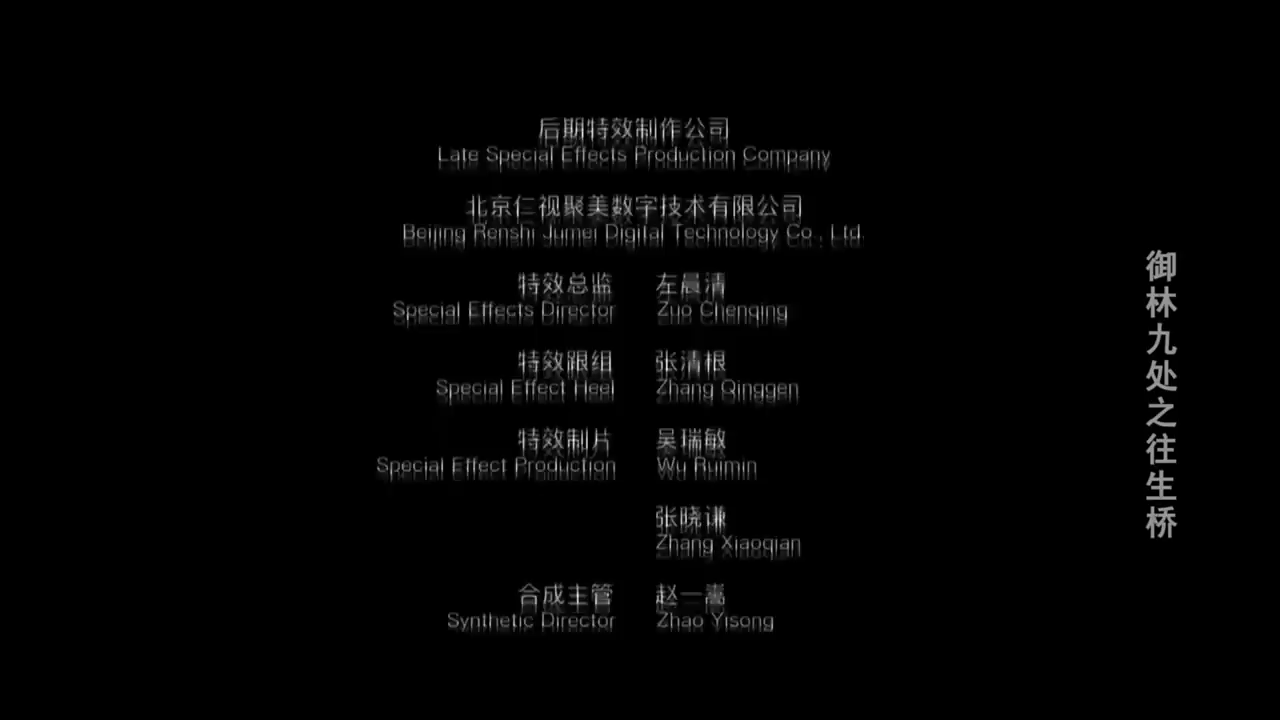 后期特效制作公司
Late Special Effects Production Company
北京仁视聚美数字技术有限公司
Beijing Renshi Jumei Digital Technology Co., Ltd.
特效总监 左晨清
Special Effects Director Zuo Chenqing
特效跟组 张清根
Special Effect Heel Zhang Qinggen
特效制片 吴瑞敏
Special Effect Production Wu Ruimin
张晓谦
Zhang Xiaoqian
合成主管 赵一嵩
Synthetic Director Zhao Yisong
御林九处之往生桥